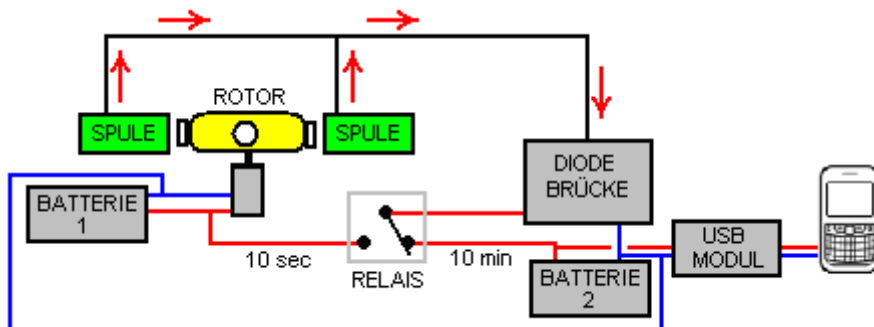 ROTOR
SPULE
SPULE
DIODE
BRÜCKE
BATTERIE
1
USB
MODUL
10 sec
10 min
RELAIS
BATTERIE
2